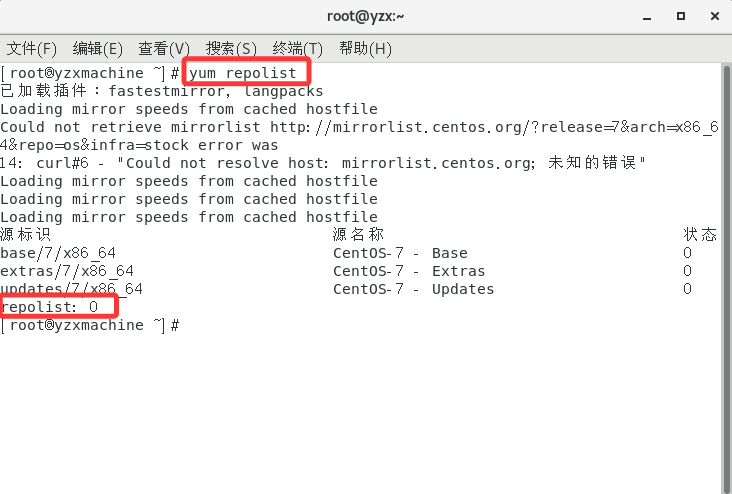 root@yzx:~
文件(F) 编辑(E) 查看(V) 搜索(S) 终端(T) 帮助(H)
[root@yzxmachine ~]# yum repolist
已加载插件：fastestmirror, langpacks
Loading mirror speeds from cached hostfile
Could not retrieve mirrorlist http://mirrorlist.centos.org/?release=7&arch=x86_6
4&repo=os&infra=stock error was
14: curl#6 - "Could not resolve host: mirrorlist.centos.org; 未知的错误"
Loading mirror speeds from cached hostfile
Loading mirror speeds from cached hostfile
Loading mirror speeds from cached hostfile
源标识 源名称 状态
base/7/x86_64 CentOS-7 - Base 0
extras/7/x86_64 CentOS-7 - Extras 0
updates/7/x86_64 CentOS-7 - Updates 0
repolist: 0
[root@yzxmachine ~]#